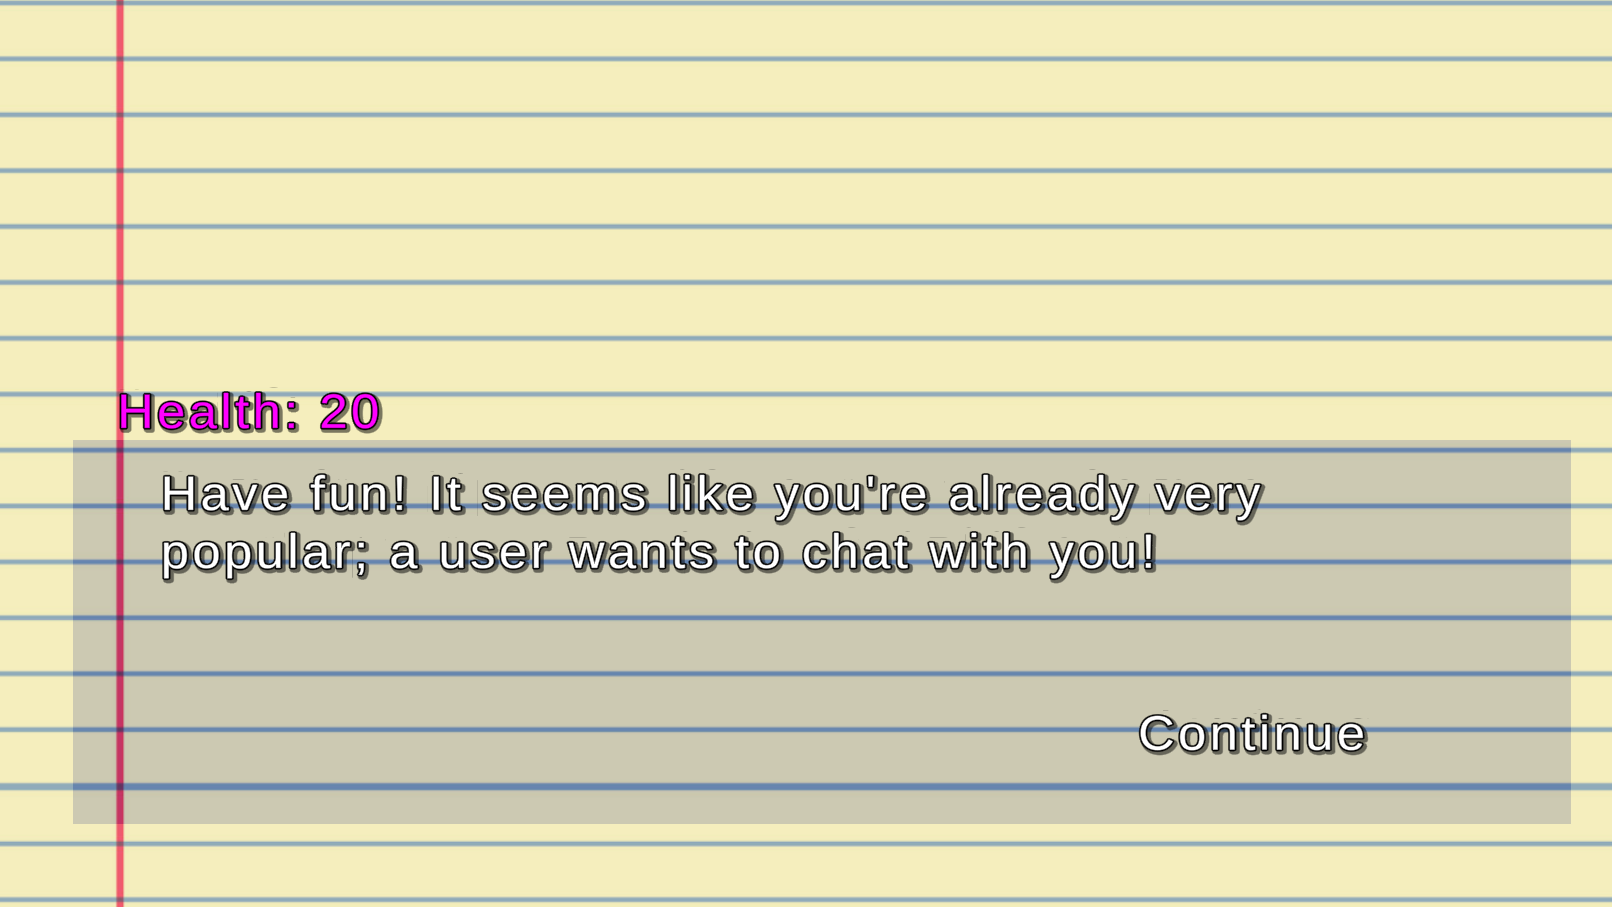 Health: 20
Have fun! It seems like you're already very
popular; a user wants to chat with you!
Continue